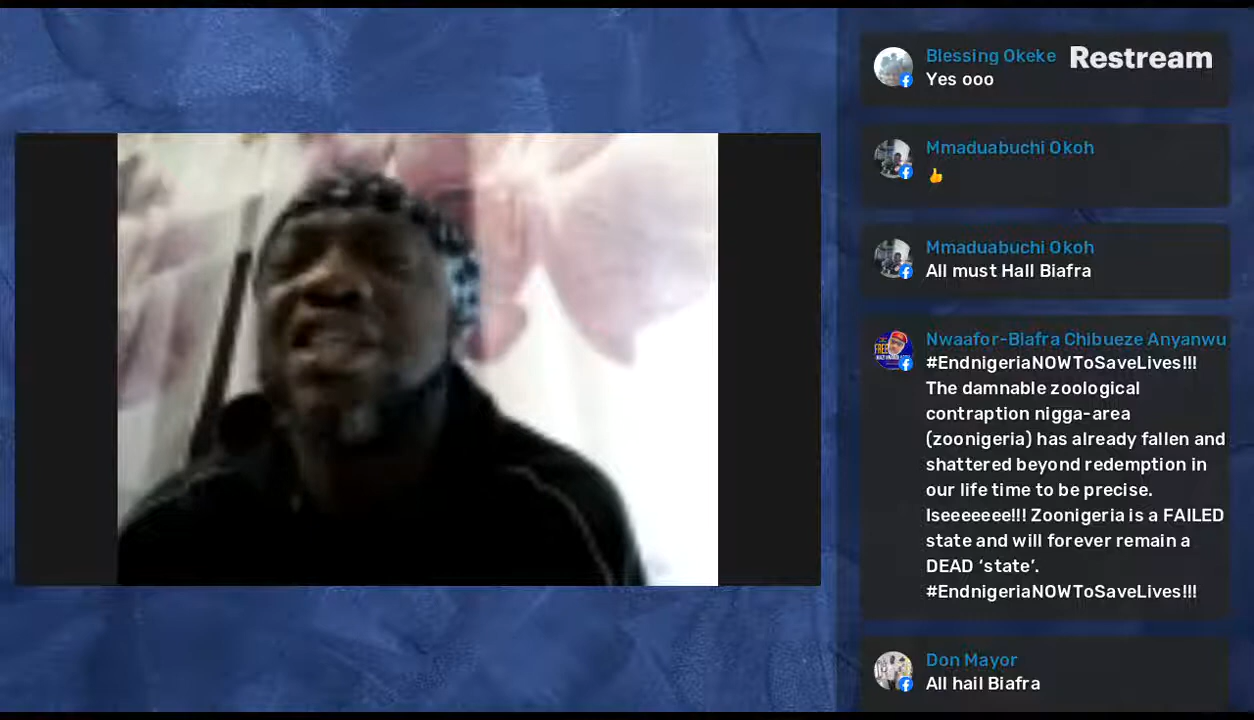 Restream
Blessing Okeke
Yes ooo
Mmaduabuchi Okoh
👍
Mmaduabuchi Okoh
All must Hall Biafra
Nwaafor-BIafra Chibueze Anyanwu
#EndnigeriaNOWToSaveLives!!!
The damnable zoological
contraption nigga-area
(zoonigeria) has already fallen and
shattered beyond redemption in
our life time to be precise.
Iseeeeeee!!! Zoonigeria is a FAILED
state and will forever remain a
DEAD ‘state’.
#EndnigeriaNOWToSaveLives!!!
Don Mayor
All hail Biafra